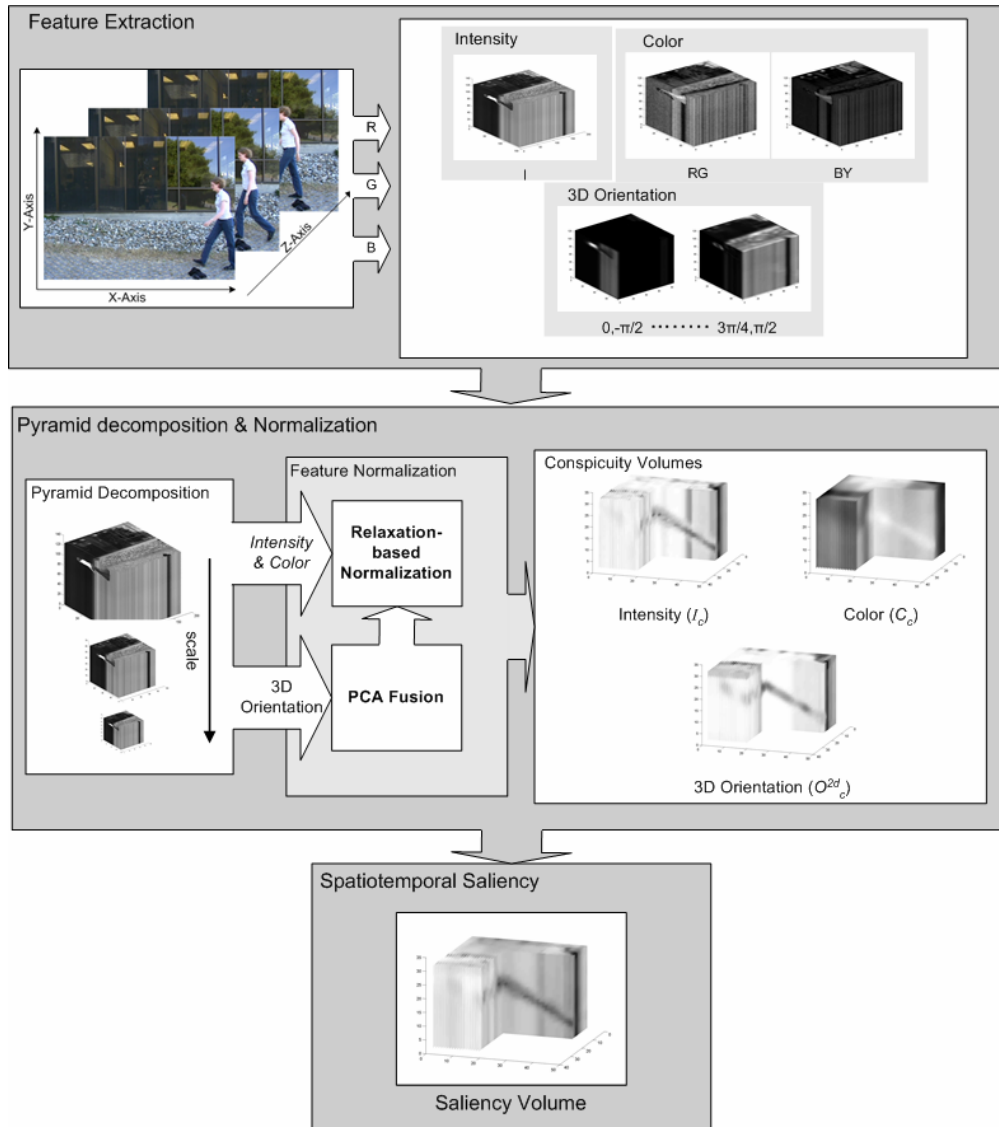 Feature Extraction
Intensity
Color
R
G
B
Y-Axis
X-Axis
Z-Axis
I
RG
BY
3D Orientation
0,-π/2 ········ 3π/4,π/2
Pyramid decomposition & Normalization
Pyramid Decomposition
scale
Feature Normalization
Intensity
& Color
Relaxation-
based
Normalization
3D
Orientation
PCA Fusion
Conspicuity Volumes
Intensity (I_c)
Color (C_c)
3D Orientation (O^{2d}_c)
Spatiotemporal Saliency
Saliency Volume